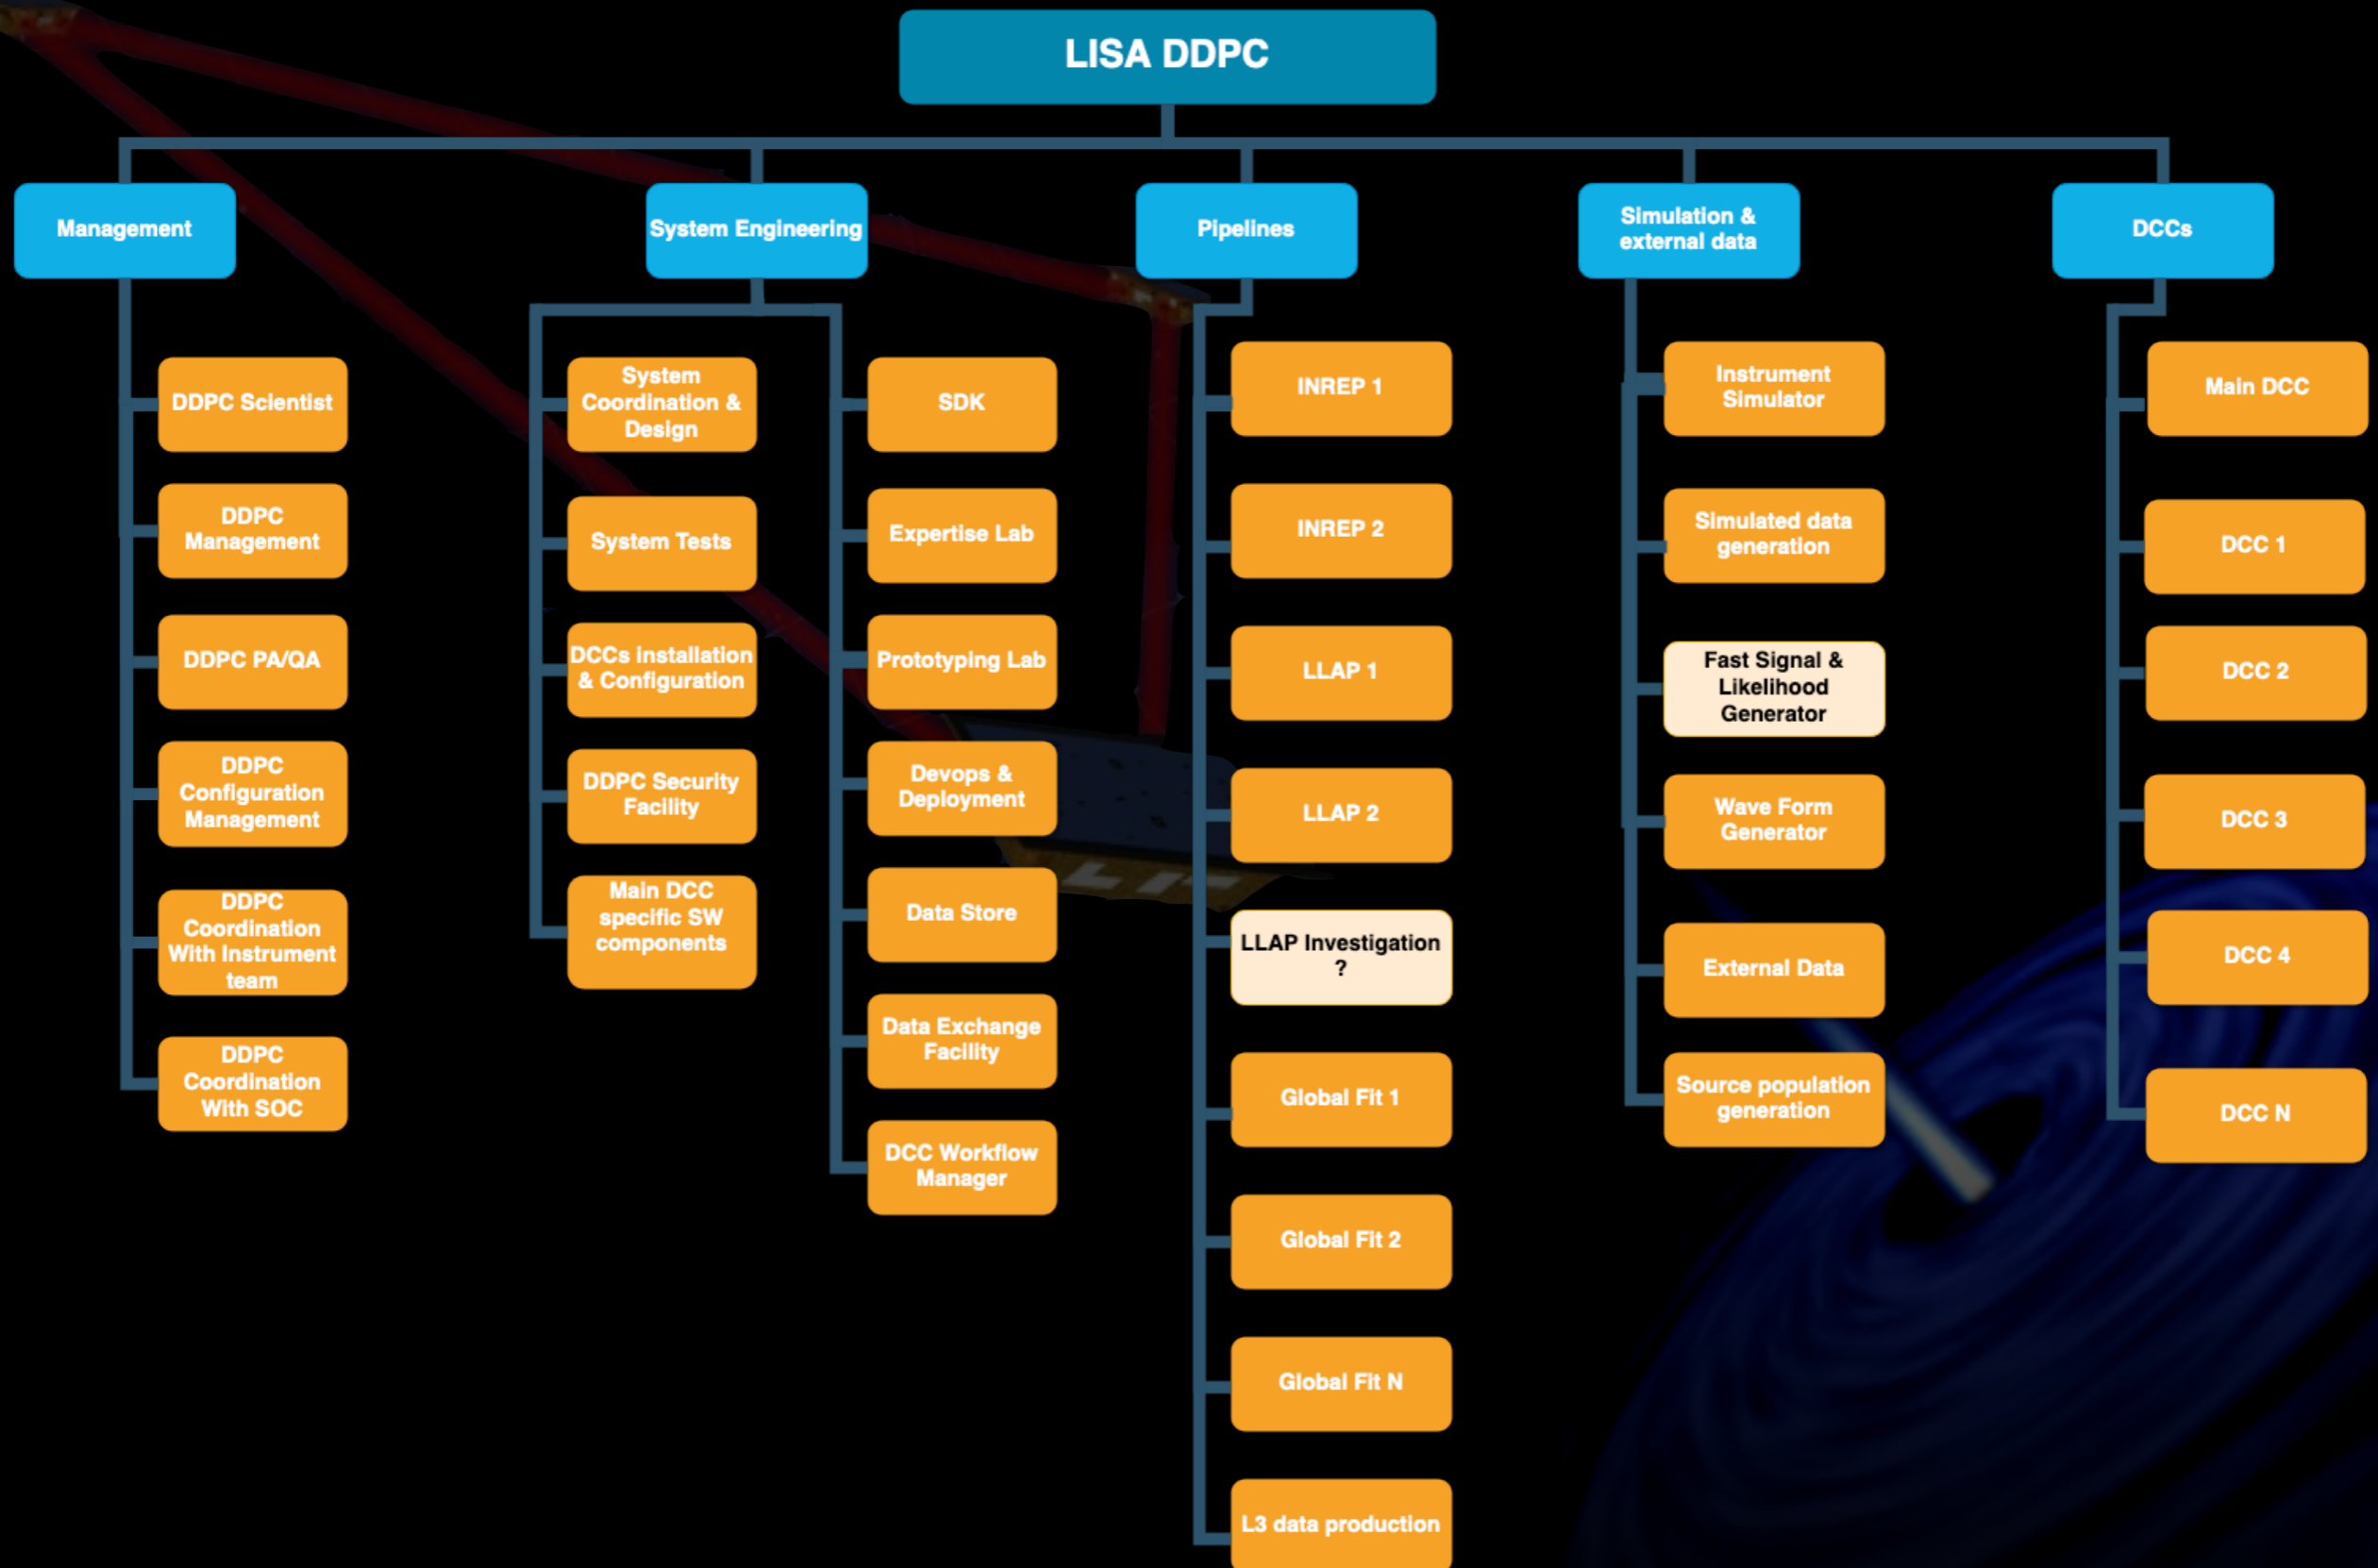 LISA DDPC
Management
System Engineering
Pipelines
Simulation &
external data
DCCs
DDPC Scientist
DDPC
Management
DDPC PA/QA
DDPC
Configuration
Management
DDPC
Coordination
With Instrument
team
DDPC
Coordination
With SOC
System
Coordination &
Design
System Tests
DCCs installation
& Configuration
DDPC Security
Facility
Main DCC
specific SW
components
SDK
Expertise Lab
Prototyping Lab
Devops &
Deployment
Data Store
Data Exchange
Facility
DCC Workflow
Manager
INREP 1
INREP 2
LLAP 1
LLAP 2
LLAP Investigation
?
Global Fit 1
Global Fit 2
Global Fit N
L3 data production
Instrument
Simulator
Simulated data
generation
Fast Signal &
Likelihood
Generator
Wave Form
Generator
External Data
Source population
generation
Main DCC
DCC 1
DCC 2
DCC 3
DCC 4
DCC N